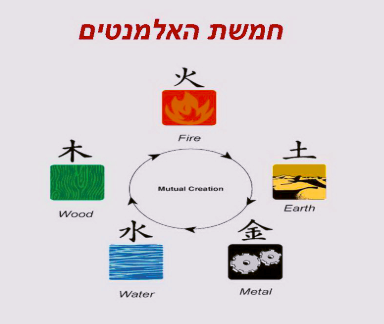 חמשת האלמנטים
火
Fire
木
土
Mutual Creation
Wood
Earth
水
金
Water
Metal